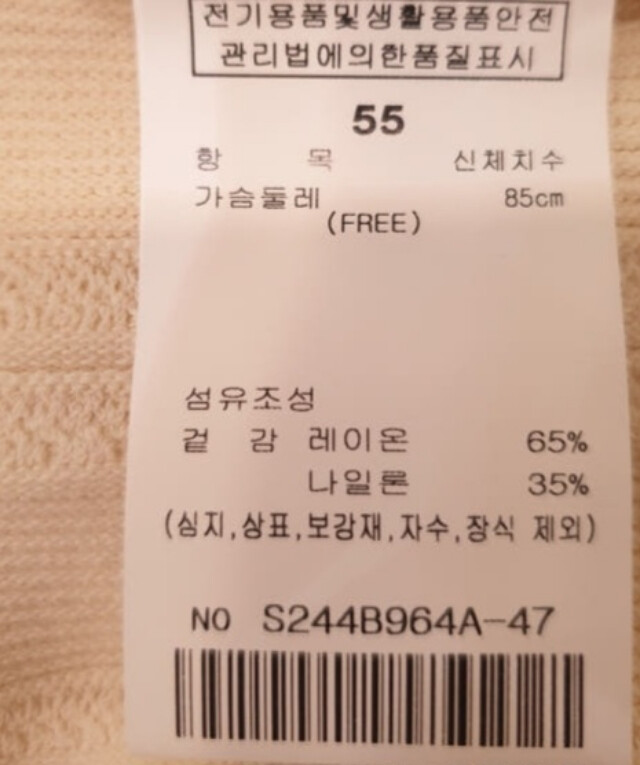 전기용품및생활용품안전
관리법에의한품질표시
55
항 목 신체치수
가슴둘레 85cm
(FREE)
섬유조성
겉 감 레이온 65%
나일론 35%
(심지,상표,보강재,자수,장식 제외)
NO S244B964A-47